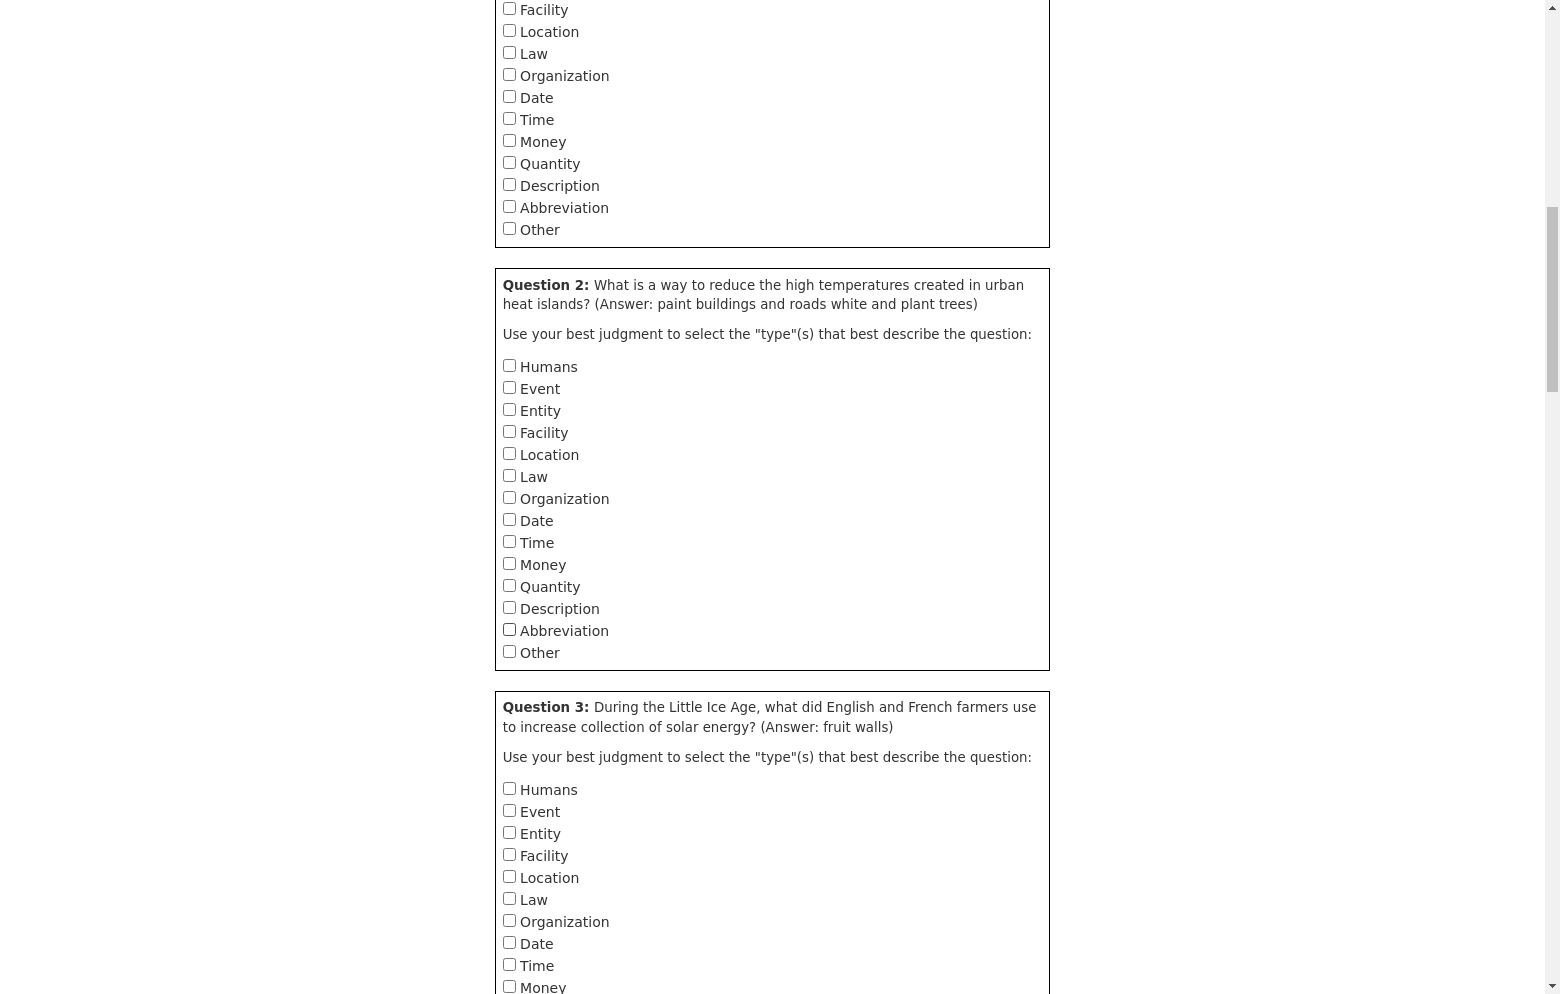 Facility
Location
Law
Organization
Date
Time
Money
Quantity
Description
Abbreviation
Other
Question 2: What is a way to reduce the high temperatures created in urban
heat islands? (Answer: paint buildings and roads white and plant trees)
Use your best judgment to select the "type"(s) that best describe the question:
Humans
Event
Entity
Facility
Location
Law
Organization
Date
Time
Money
Quantity
Description
Abbreviation
Other
Question 3: During the Little Ice Age, what did English and French farmers use
to increase collection of solar energy? (Answer: fruit walls)
Use your best judgment to select the "type"(s) that best describe the question:
Humans
Event
Entity
Facility
Location
Law
Organization
Date
Time
Money